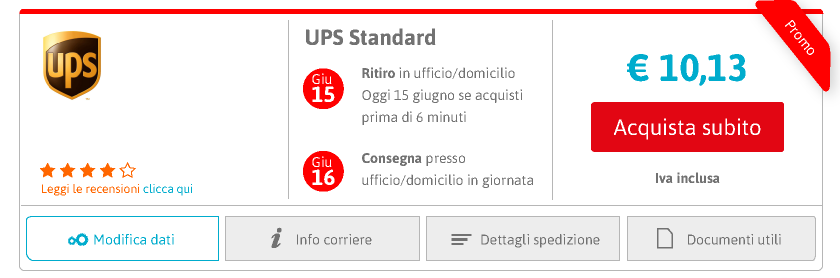 Promo
ups
UPS Standard
Giu
15
Ritiro in ufficio/domicilio
Oggi 15 giugno se acquisti
prima di 6 minuti
Giu
16
Consegna presso
ufficio/domicilio in giornata
€ 10,13
Acquista subito
Iva inclusa
Leggi le recensioni clicca qui
Modifica dati
Info corriere
Dettagli spedizione
Documenti utili